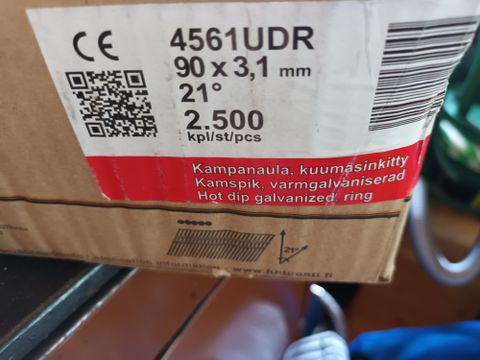 CE
4561UDR
90 x 3,1 mm
21°
2.500
kpl/st/pcs
Kampanaula, kuumasinkitty
Kamspik, varmgalvaniserad
Hot dip galvanized, ring
21°
information